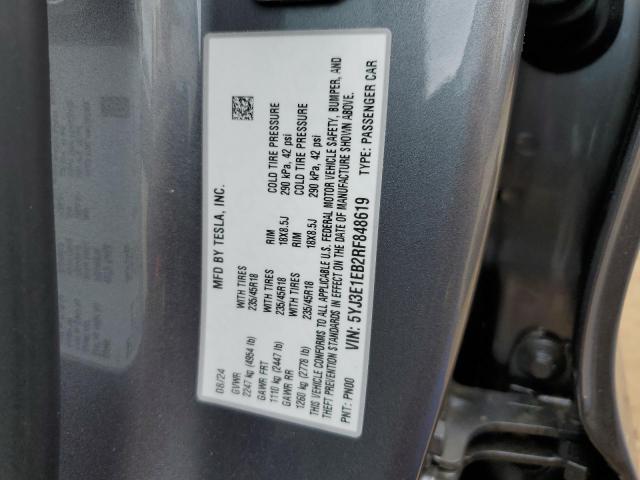 MFD BY TESLA, INC.
08/24
GVWR
2247 kg (4954 lb)
WITH TIRES
235/45R18
RIM
18X8.5J
COLD TIRE PRESSURE
290 kPa, 42 psi
GAWR FRT
1110 kg (2447 lb)
WITH TIRES
235/45R18
RIM
18X8.5J
COLD TIRE PRESSURE
290 kPa, 42 psi
GAWR RR
1260 kg (2778 lb)
WITH TIRES
235/45R18
THIS VEHICLE CONFORMS TO ALL APPLICABLE U.S. FEDERAL MOTOR VEHICLE SAFETY, BUMPER, AND
THEFT PREVENTION STANDARDS IN EFFECT ON THE DATE OF MANUFACTURE SHOWN ABOVE.
VIN: 5YJ3E1EB2RF848619
PNT: PN00
TYPE: PASSENGER CAR